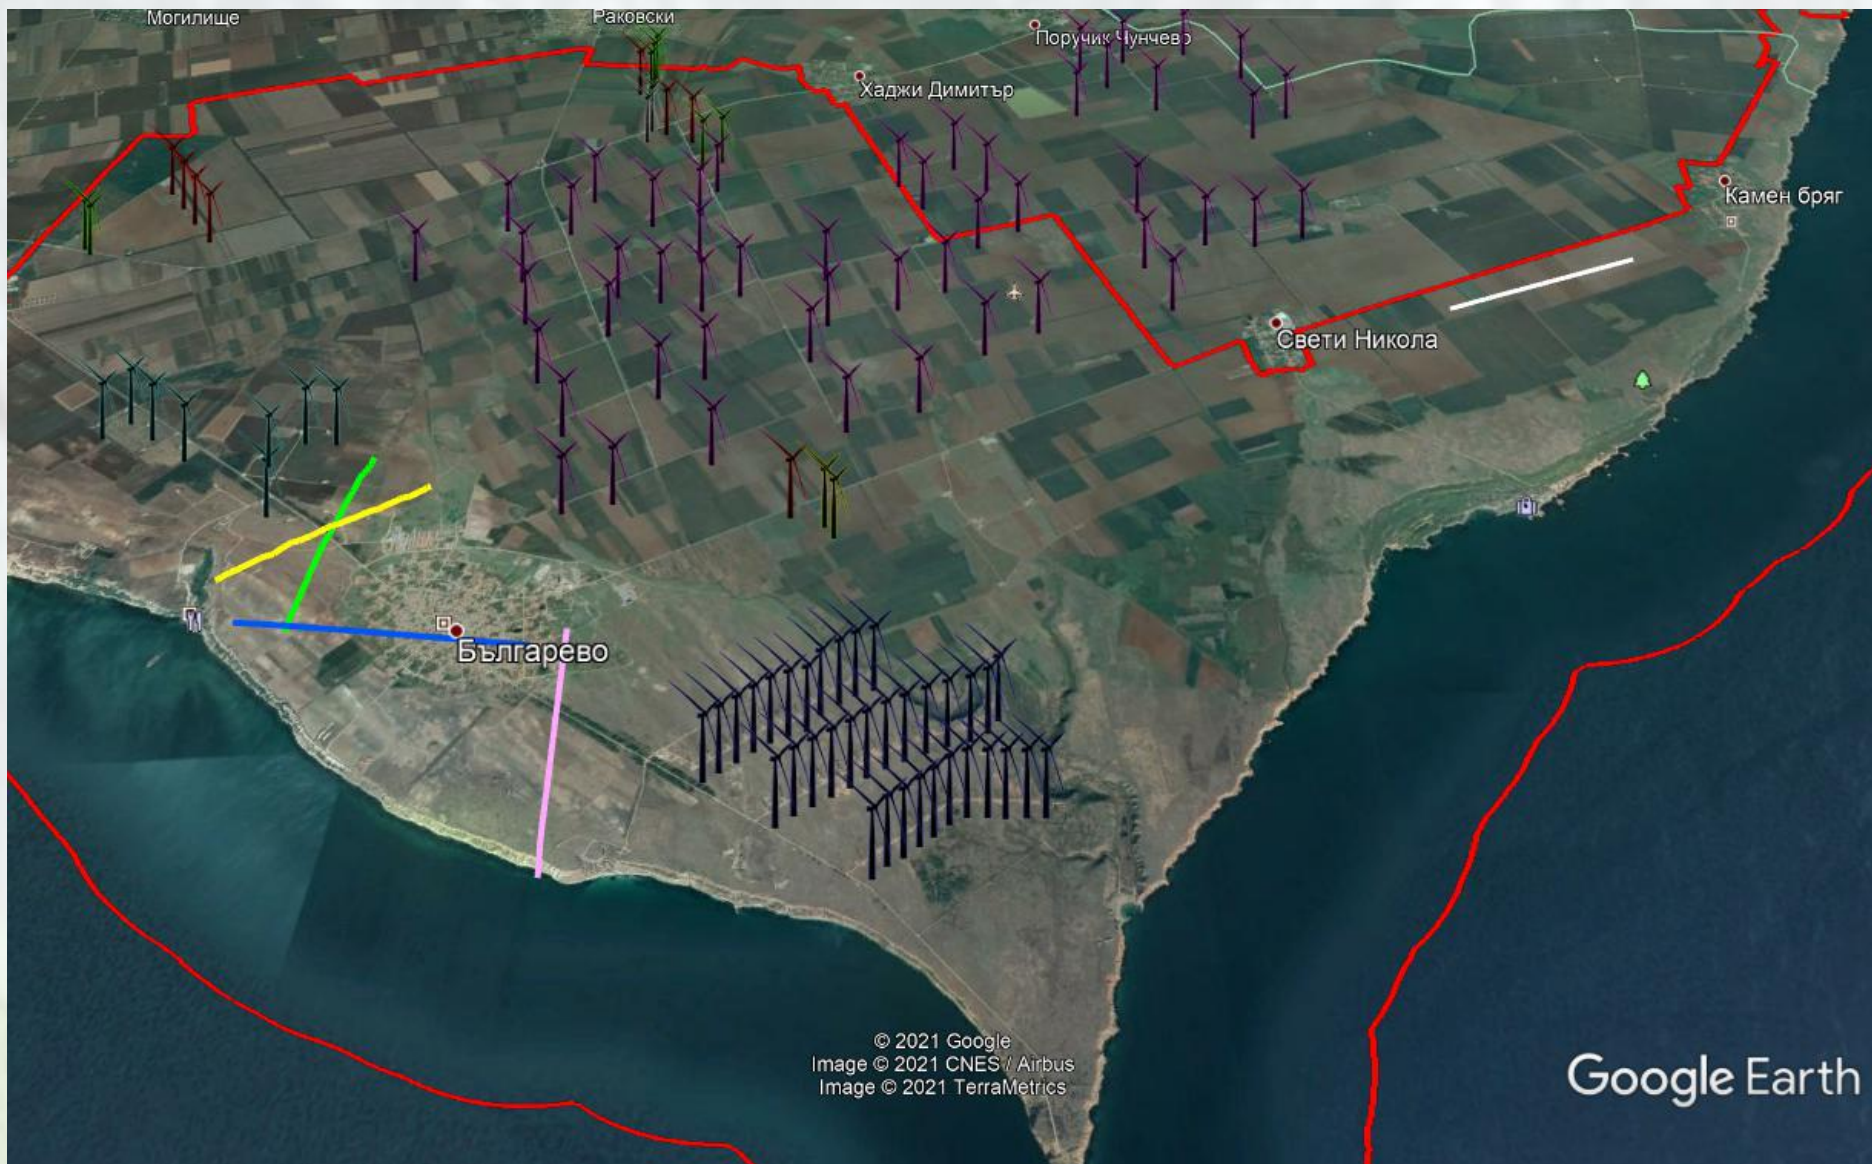 Могилище
Раковски
Поручик Чунчево
Хаджи Димитър
Камен бряг
Свети Никола
Българево
© 2021 Google
Image © 2021 CNES / Airbus
Image © 2021 TerraMetrics
Google Earth